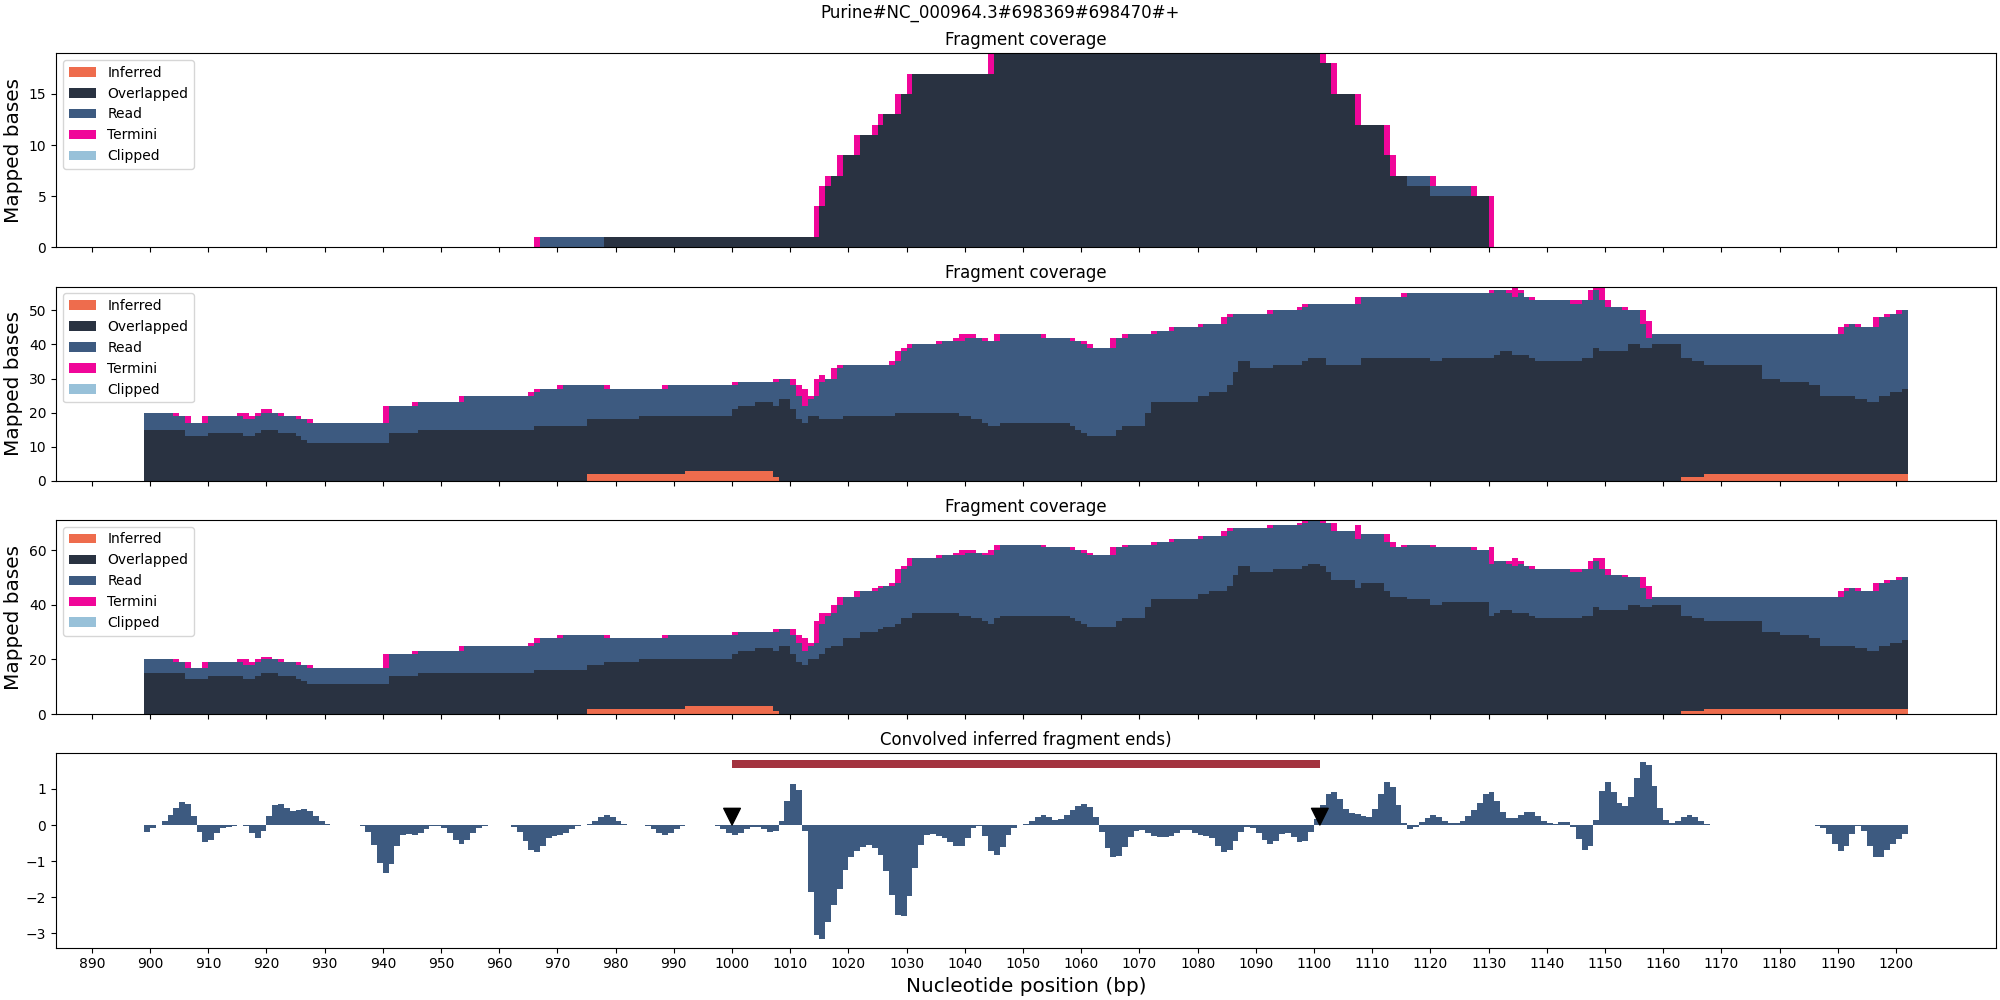 Purine#NC_000964.3#698369#698470#+
Fragment coverage
Mapped bases
15
10
5
0
Inferred
Overlapped
Read
Termini
Clipped
Fragment coverage
Mapped bases
50
40
30
20
10
0
Inferred
Overlapped
Read
Termini
Clipped
Fragment coverage
Mapped bases
60
40
20
0
Inferred
Overlapped
Read
Termini
Clipped
Convolved inferred fragment ends)
1
0
−1
−2
−3
890 900 910 920 930 940 950 960 970 980 990 1000 1010 1020 1030 1040 1050 1060 1070 1080 1090 1100 1110 1120 1130 1140 1150 1160 1170 1180 1190 1200
Nucleotide position (bp)